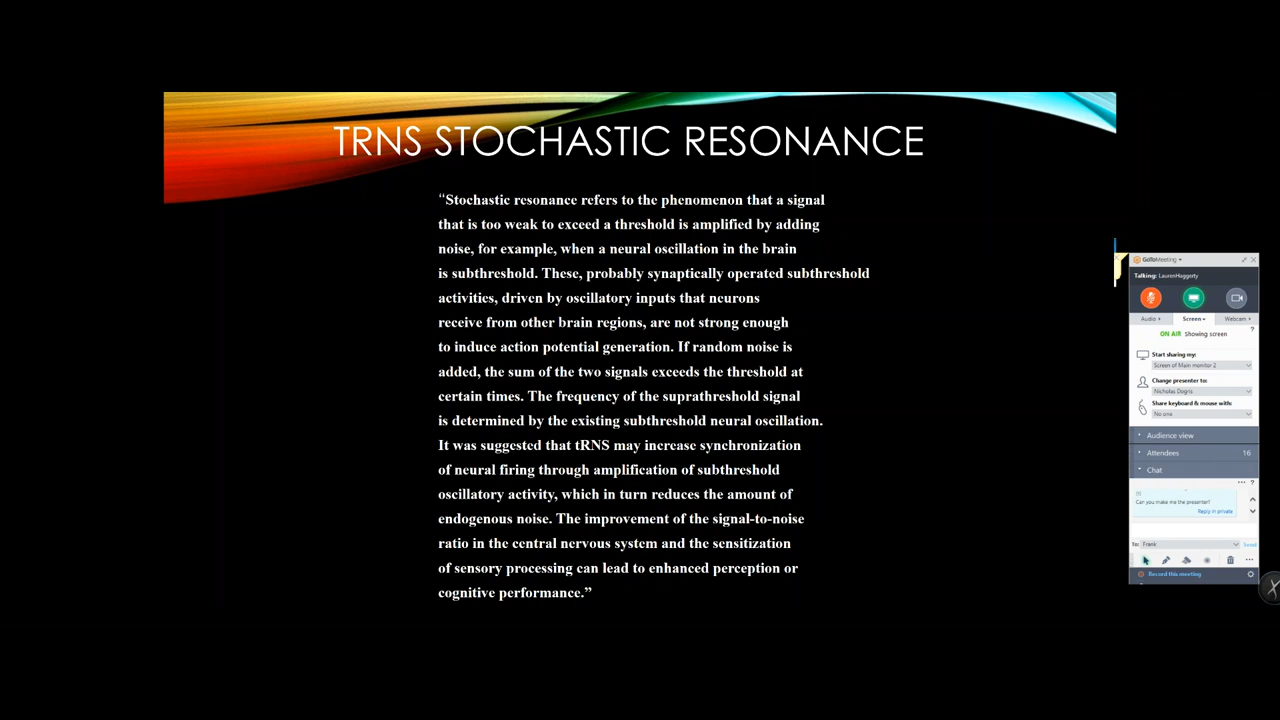 TRNS STOCHASTIC RESONANCE
“Stochastic resonance refers to the phenomenon that a signal
that is too weak to exceed a threshold is amplified by adding
noise, for example, when a neural oscillation in the brain
is subthreshold. These, probably synaptically operated subthreshold
activities, driven by oscillatory inputs that neurons
receive from other brain regions, are not strong enough
to induce action potential generation. If random noise is
added, the sum of the two signals exceeds the threshold at
certain times. The frequency of the suprathreshold signal
is determined by the existing subthreshold neural oscillation.
It was suggested that tRNS may increase synchronization
of neural firing through amplification of subthreshold
oscillatory activity, which in turn reduces the amount of
endogenous noise. The improvement of the signal-to-noise
ratio in the central nervous system and the sensitization
of sensory processing can lead to enhanced perception or
cognitive performance.”
GoToMeeting
Talking: LaurenHaggerty
Audio Screen Webcam
ON AIR Showing screen ?
Start sharing my:
Screen of Main monitor 2
Change presenter to:
Nicholas Dogris
Share keyboard & mouse with:
No one
Audience view
Attendees 16
Chat
... ?
Can you make me the presenter?
Reply in private
to: Frank Send
Record this meeting